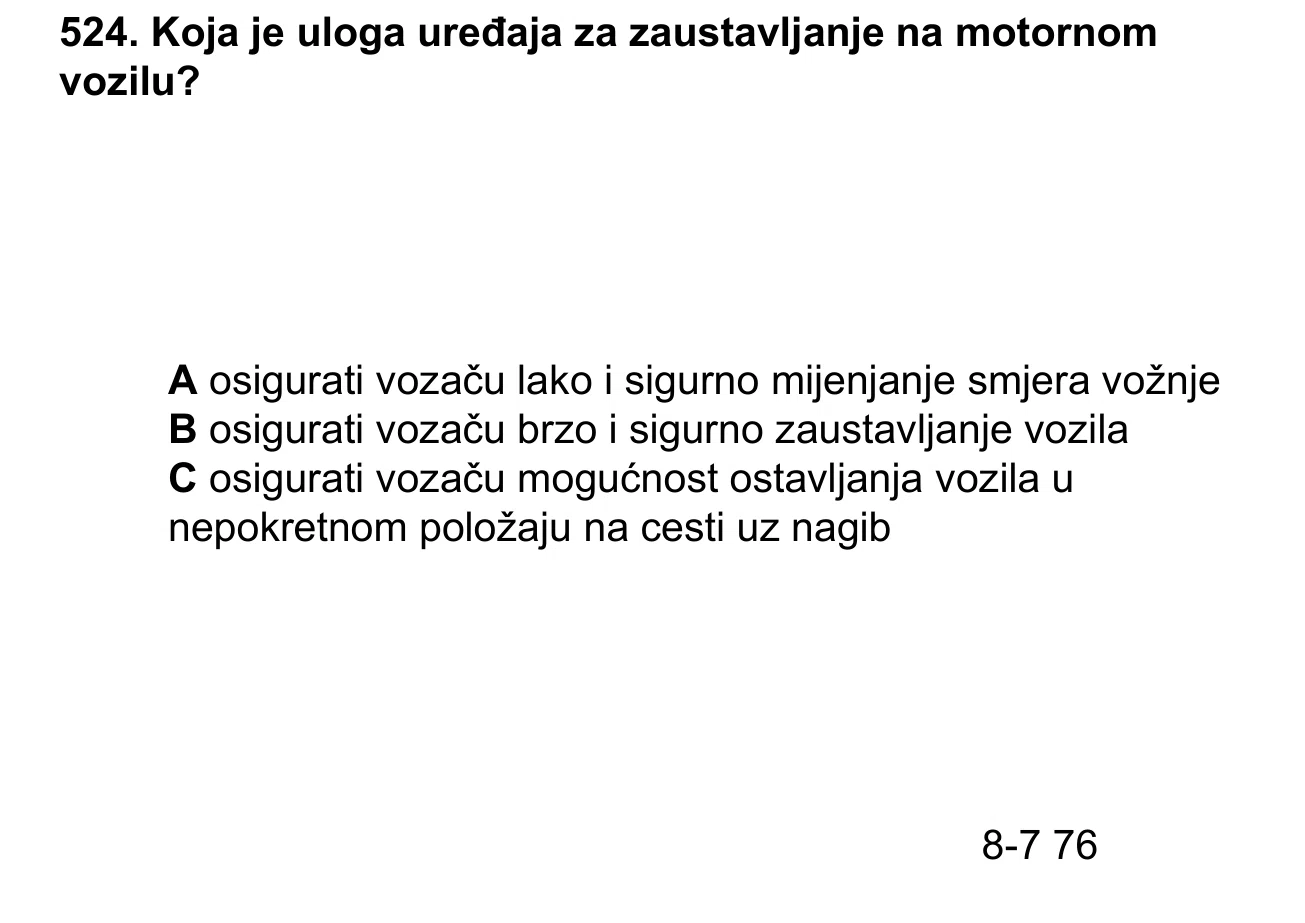 524. Koja je uloga uređaja za zaustavljanje na motornom
vozilu?
A osigurati vozaču lako i sigurno mijenjanje smjera vožnje
B osigurati vozaču brzo i sigurno zaustavljanje vozila
C osigurati vozaču mogućnost ostavljanja vozila u
nepokretnom položaju na cesti uz nagib
8-7 76